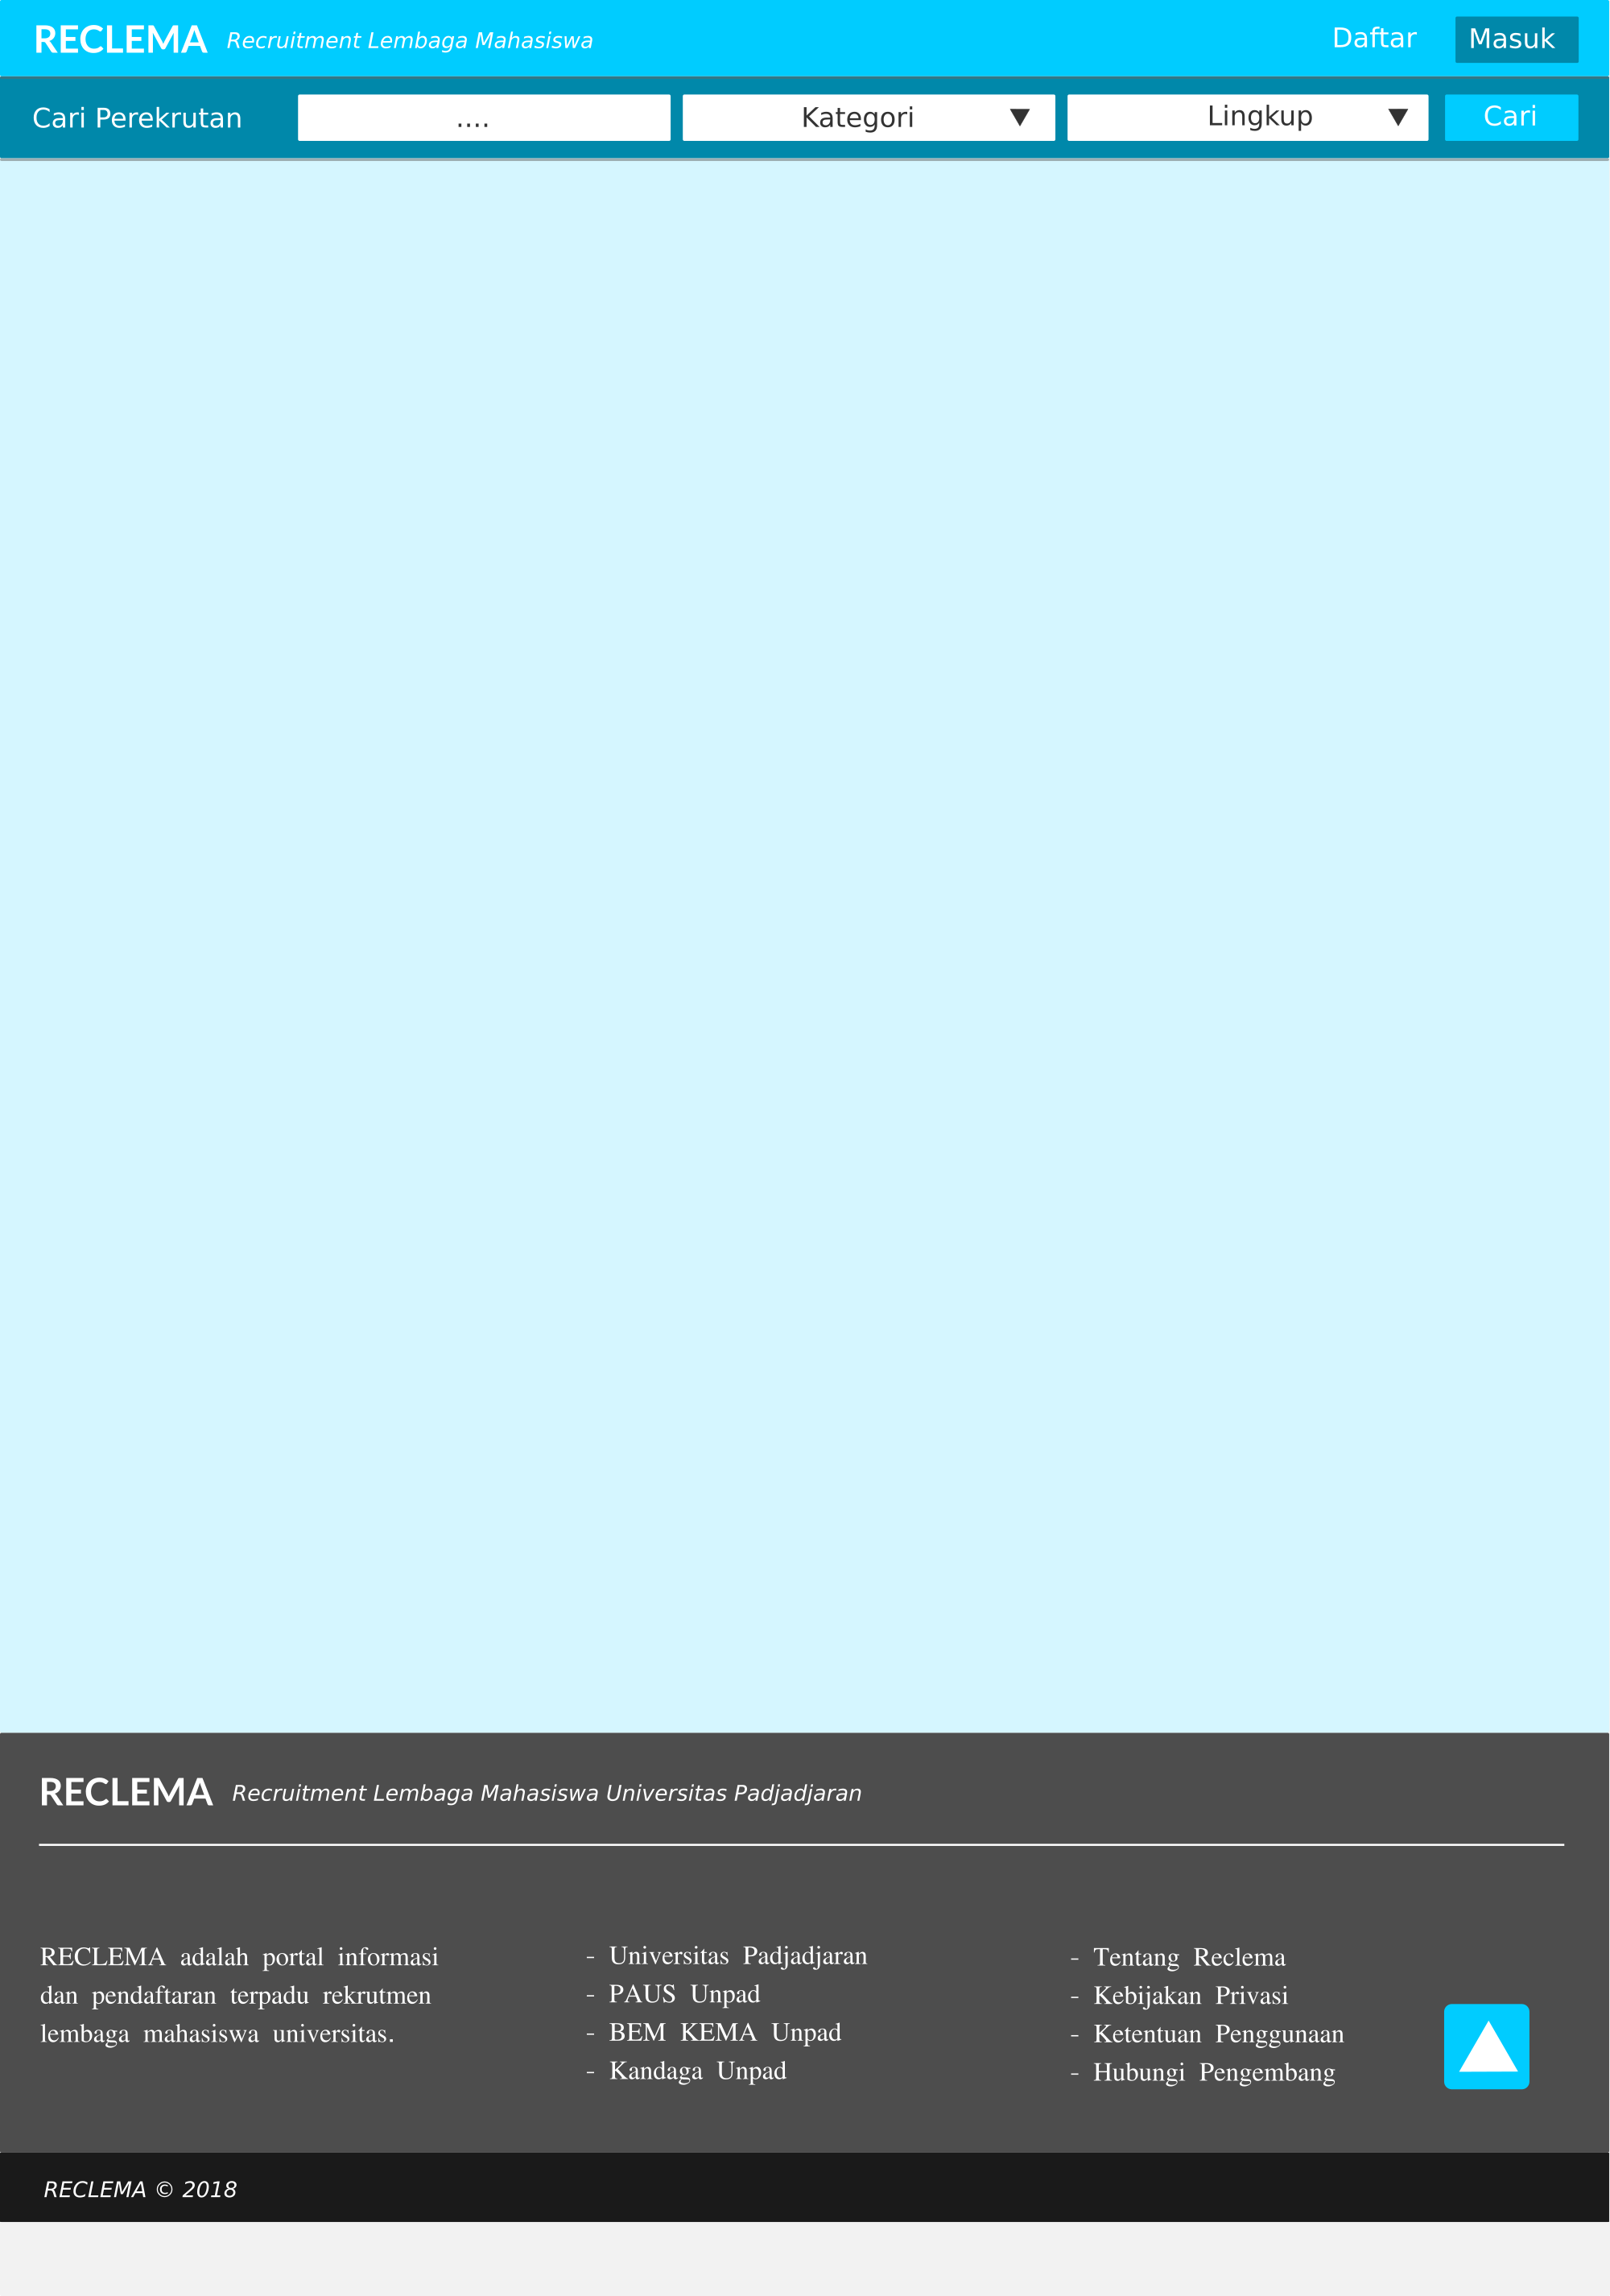 RECLEMA Recruitment Lembaga Mahasiswa Daftar Masuk
Cari Perekrutan .... Kategori ▼ Lingkup ▼ Cari
RECLEMA Recruitment Lembaga Mahasiswa Universitas Padjadjaran
RECLEMA adalah portal informasi
dan pendaftaran terpadu rekrutmen
lembaga mahasiswa universitas.
- Universitas Padjadjaran
- PAUS Unpad
- BEM KEMA Unpad
- Kandaga Unpad
- Tentang Reclema
- Kebijakan Privasi
- Ketentuan Penggunaan
- Hubungi Pengembang
RECLEMA © 2018